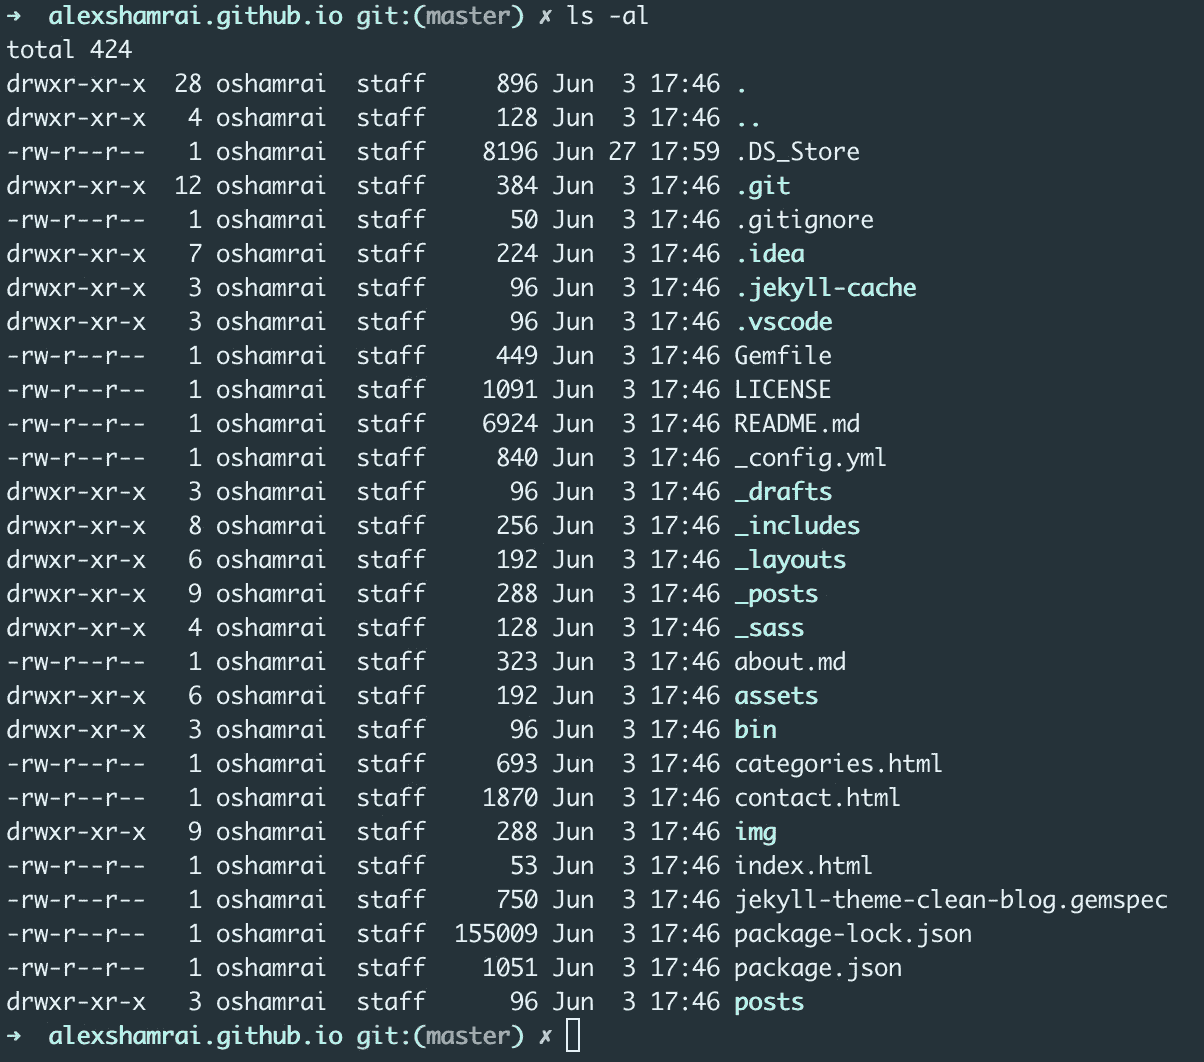 →  alexshamrai.github.io git:(master) ✗ ls -al
total 424
drwxr-xr-x  28 oshamrai  staff     896 Jun  3 17:46 .
drwxr-xr-x   4 oshamrai  staff     128 Jun  3 17:46 ..
-rw-r--r--   1 oshamrai  staff    8196 Jun 27 17:59 .DS_Store
drwxr-xr-x  12 oshamrai  staff     384 Jun  3 17:46 .git
-rw-r--r--   1 oshamrai  staff      50 Jun  3 17:46 .gitignore
drwxr-xr-x   7 oshamrai  staff     224 Jun  3 17:46 .idea
drwxr-xr-x   3 oshamrai  staff      96 Jun  3 17:46 .jekyll-cache
drwxr-xr-x   3 oshamrai  staff      96 Jun  3 17:46 .vscode
-rw-r--r--   1 oshamrai  staff     449 Jun  3 17:46 Gemfile
-rw-r--r--   1 oshamrai  staff    1091 Jun  3 17:46 LICENSE
-rw-r--r--   1 oshamrai  staff    6924 Jun  3 17:46 README.md
-rw-r--r--   1 oshamrai  staff     840 Jun  3 17:46 _config.yml
drwxr-xr-x   3 oshamrai  staff      96 Jun  3 17:46 _drafts
drwxr-xr-x   8 oshamrai  staff     256 Jun  3 17:46 _includes
drwxr-xr-x   6 oshamrai  staff     192 Jun  3 17:46 _layouts
drwxr-xr-x   9 oshamrai  staff     288 Jun  3 17:46 _posts
drwxr-xr-x   4 oshamrai  staff     128 Jun  3 17:46 _sass
-rw-r--r--   1 oshamrai  staff     323 Jun  3 17:46 about.md
drwxr-xr-x   6 oshamrai  staff     192 Jun  3 17:46 assets
drwxr-xr-x   3 oshamrai  staff      96 Jun  3 17:46 bin
-rw-r--r--   1 oshamrai  staff     693 Jun  3 17:46 categories.html
-rw-r--r--   1 oshamrai  staff    1870 Jun  3 17:46 contact.html
drwxr-xr-x   9 oshamrai  staff     288 Jun  3 17:46 img
-rw-r--r--   1 oshamrai  staff      53 Jun  3 17:46 index.html
-rw-r--r--   1 oshamrai  staff     750 Jun  3 17:46 jekyll-theme-clean-blog.gemspec
-rw-r--r--   1 oshamrai  staff  155009 Jun  3 17:46 package-lock.json
-rw-r--r--   1 oshamrai  staff    1051 Jun  3 17:46 package.json
drwxr-xr-x   3 oshamrai  staff      96 Jun  3 17:46 posts
→  alexshamrai.github.io git:(master) ✗